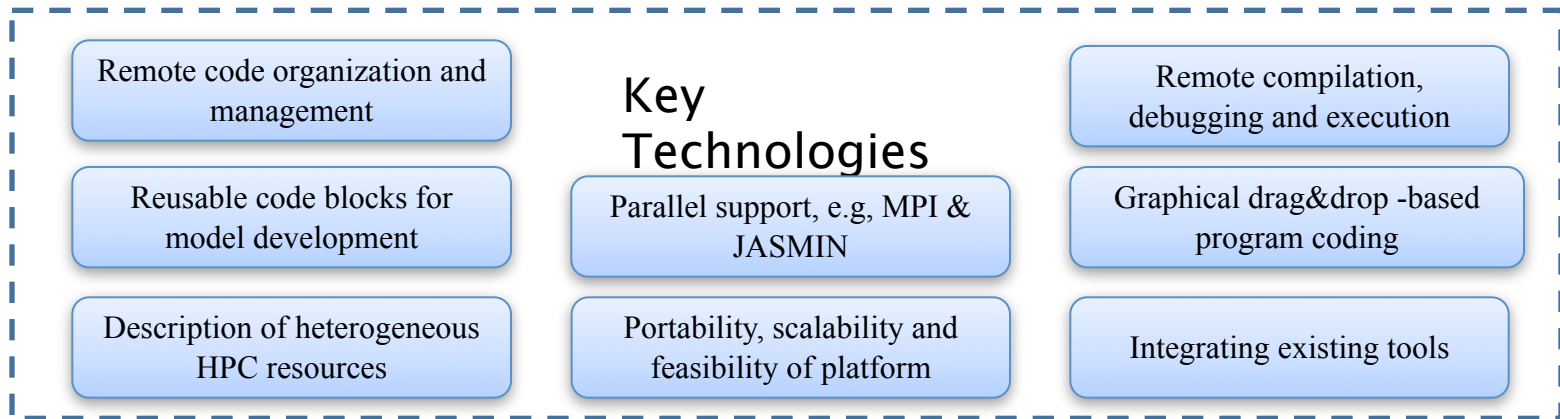 Key
Technologies
Remote code organization and
management
Reusable code blocks for
model development
Description of heterogeneous
HPC resources
Parallel support, e.g, MPI &
JASMIN
Portability, scalability and
feasibility of platform
Remote compilation,
debugging and execution
Graphical drag&drop -based
program coding
Integrating existing tools